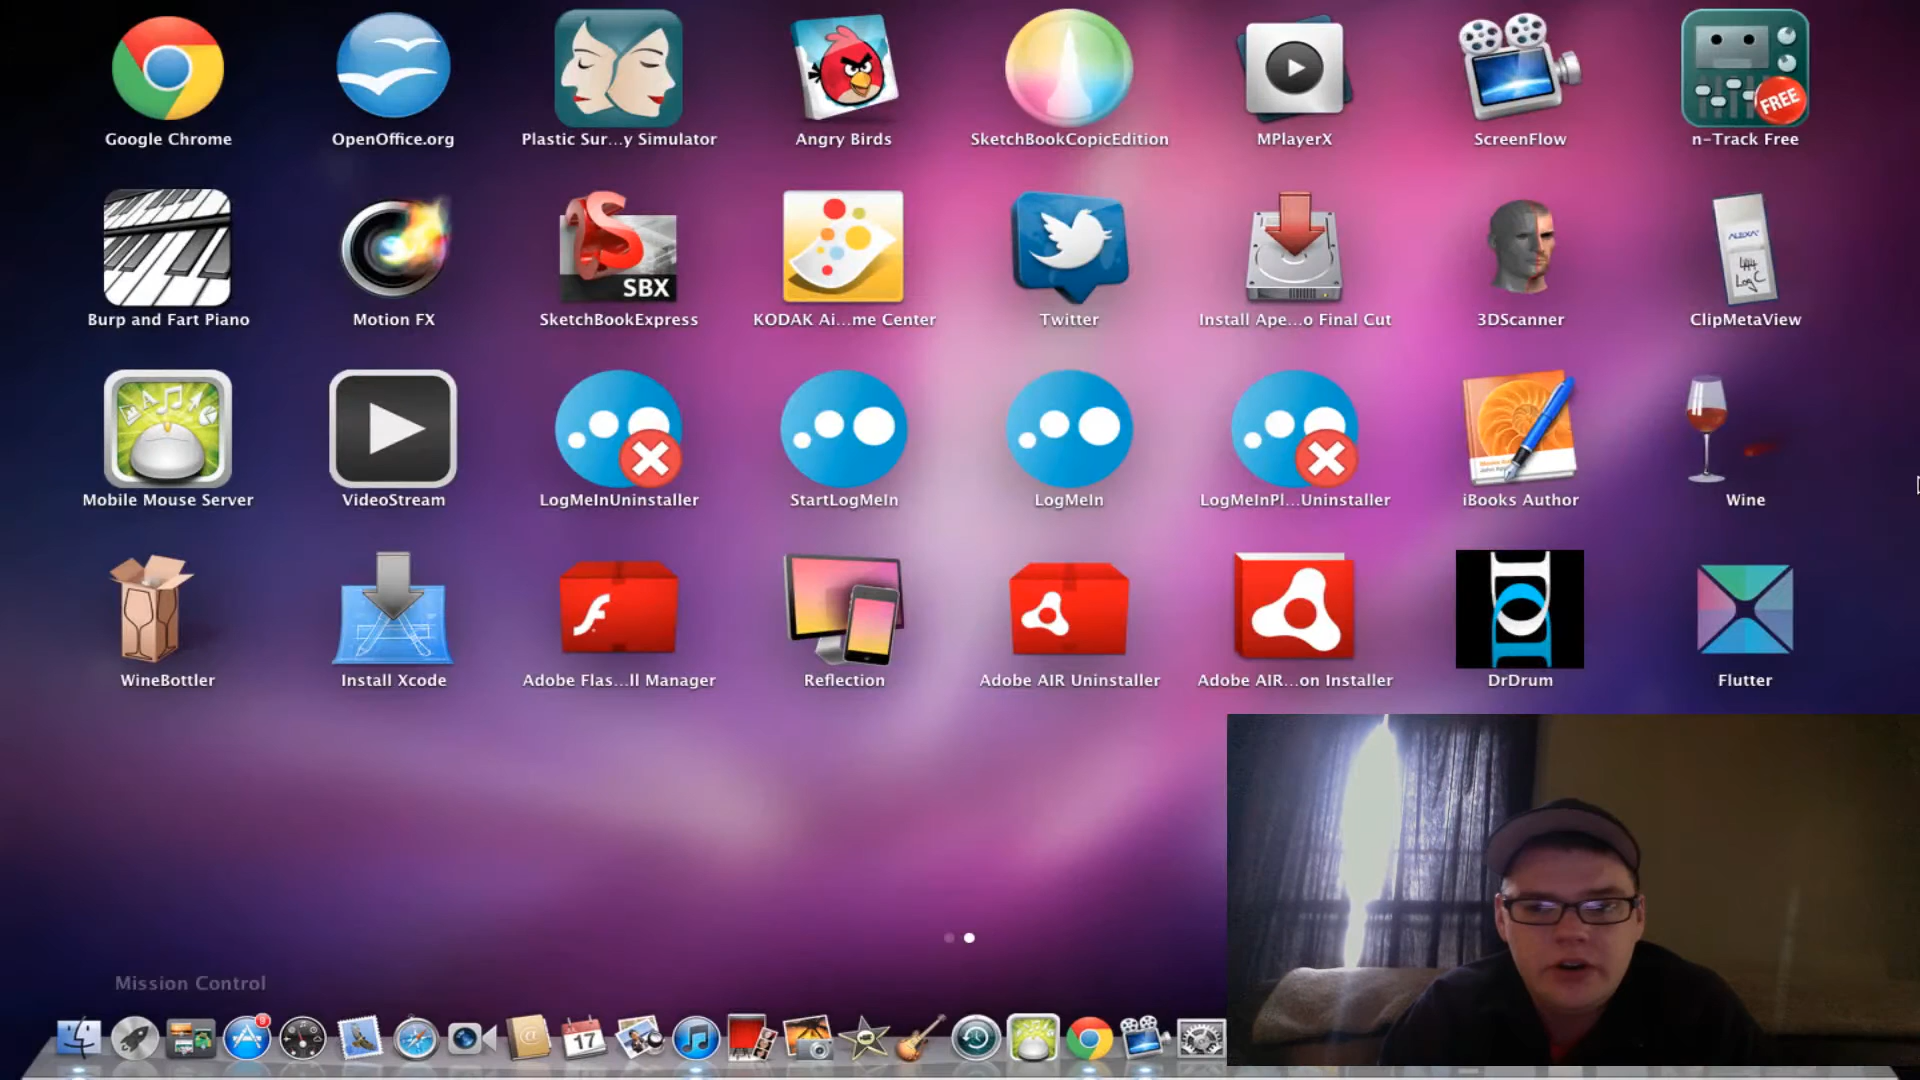 Google Chrome
OpenOffice.org
Plastic Sur...y Simulator
Angry Birds
SketchBookCopicEdition
MPlayerX
ScreenFlow
FREE
n-Track Free
Burp and Fart Piano
Motion FX
SBX
SketchBookExpress
KODAK Ai...me Center
Twitter
Install Ape...o Final Cut
3DScanner
ALEXA
Log C
ClipMetaView
Mobile Mouse Server
VideoStream
LogMeInUninstaller
StartLogMeIn
LogMeIn
LogMeInPl...Uninstaller
iBooks Author
Wine
WineBottler
Install Xcode
Adobe Flas...ll Manager
Reflection
Adobe AIR Uninstaller
Adobe AIR...on Installer
DrDrum
Flutter
Mission Control
9
17